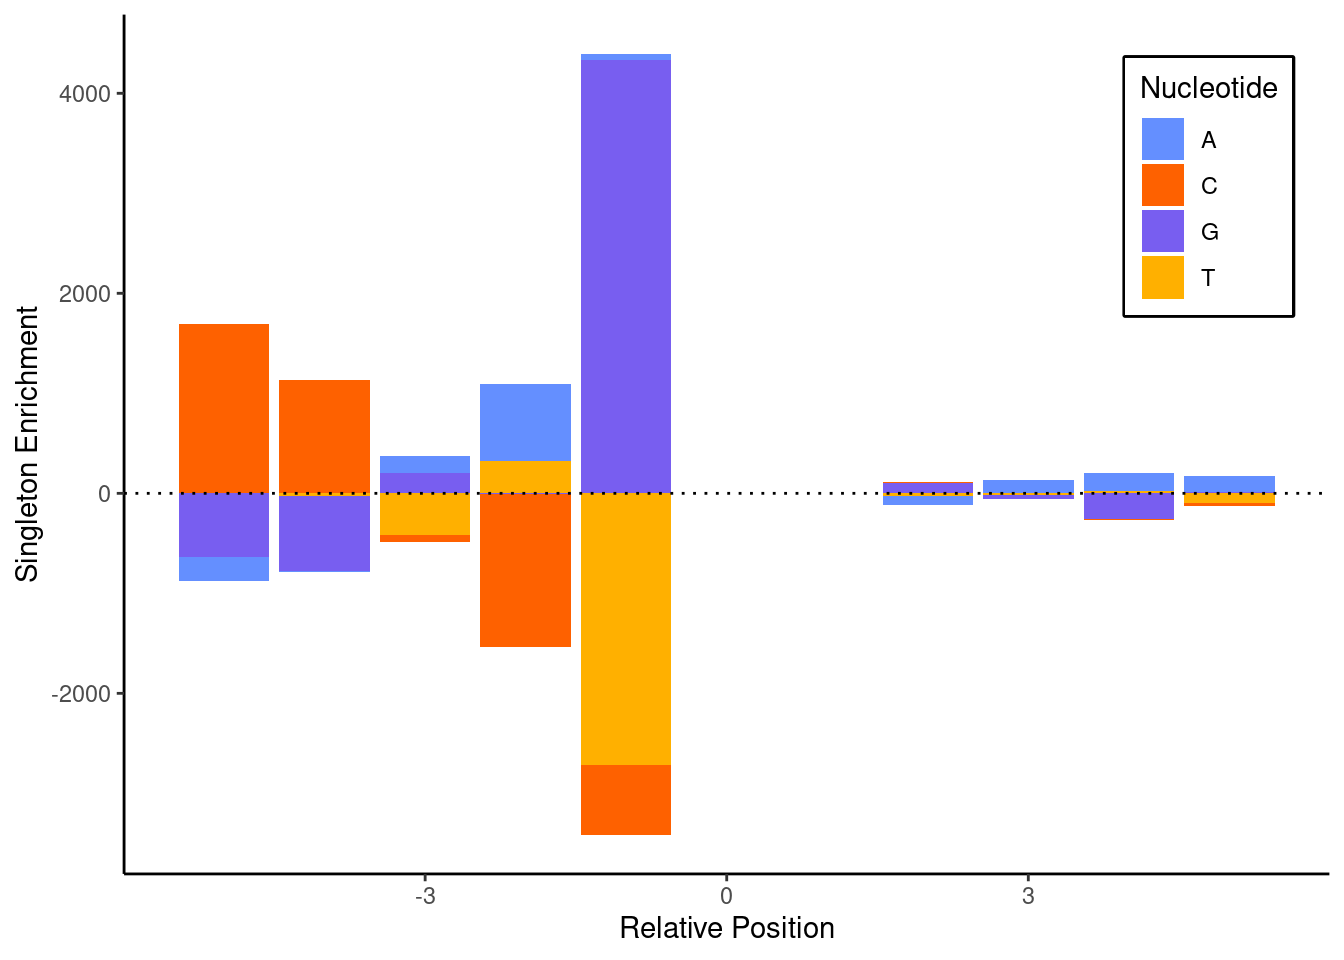 Nucleotide
A
C
G
T
Singleton Enrichment
4000
2000
0
-2000
-3
0
3
Relative Position